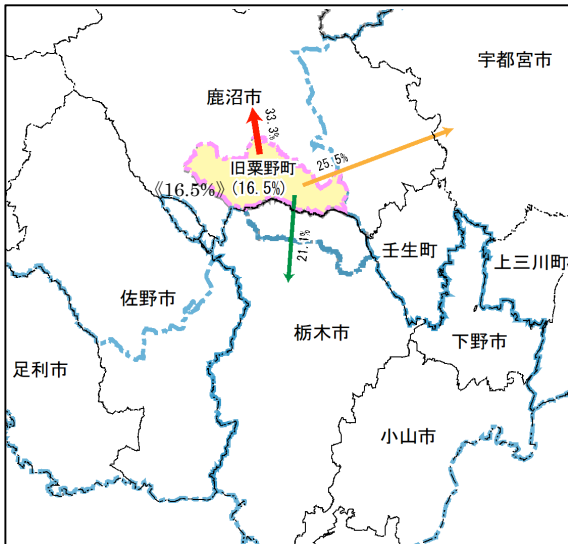 宇都宮市
鹿沼市
33.3%
25.5%
旧粟野町
《16.5%》
(16.5%)
21.1%
壬生町
上三川町
佐野市
栃木市
下野市
足利市
小山市